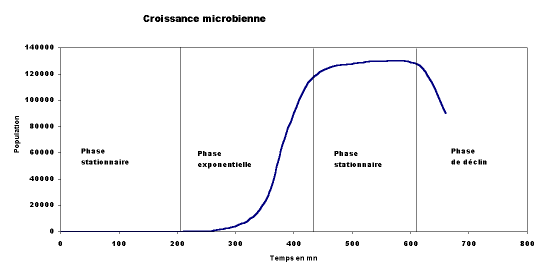 Croissance microbienne
140000
120000
100000
80000
60000
40000
20000
0
Population
Phase
stationnaire
Phase
exponentielle
Phase
stationnaire
Phase
de déclin
0 100 200 300 400 500 600 700 800
Temps en mn